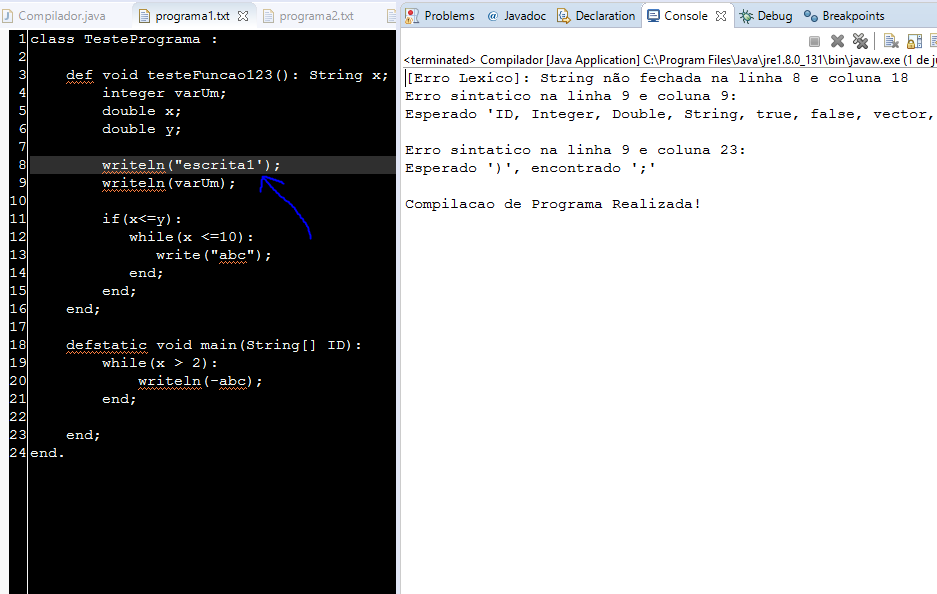 Compilador.java programa1.txt programa2.txt
1 class TestePrograma :
2
3 def void testeFuncao123(): String x;
4 integer varUm;
5 double x;
6 double y;
7
8 writeln("escrita1');
9 writeln(varUm);
10
11 if(x<=y):
12 while(x <=10):
13 write("abc");
14 end;
15 end;
16 end;
17
18 defstatic void main(String[] ID):
19 while(x > 2):
20 writeln(-abc);
21 end;
22
23 end;
24 end.
Problems @ Javadoc Declaration Console Debug Breakpoints
<terminated> Compilador [Java Application] C:\Program Files\Java\jre1.8.0_131\bin\javaw.exe (1 de ju
[Erro Lexico]: String não fechada na linha 8 e coluna 18
Erro sintatico na linha 9 e coluna 9:
Esperado 'ID, Integer, Double, String, true, false, vector,
Erro sintatico na linha 9 e coluna 23:
Esperado ')', encontrado ';'
Compilacao de Programa Realizada!